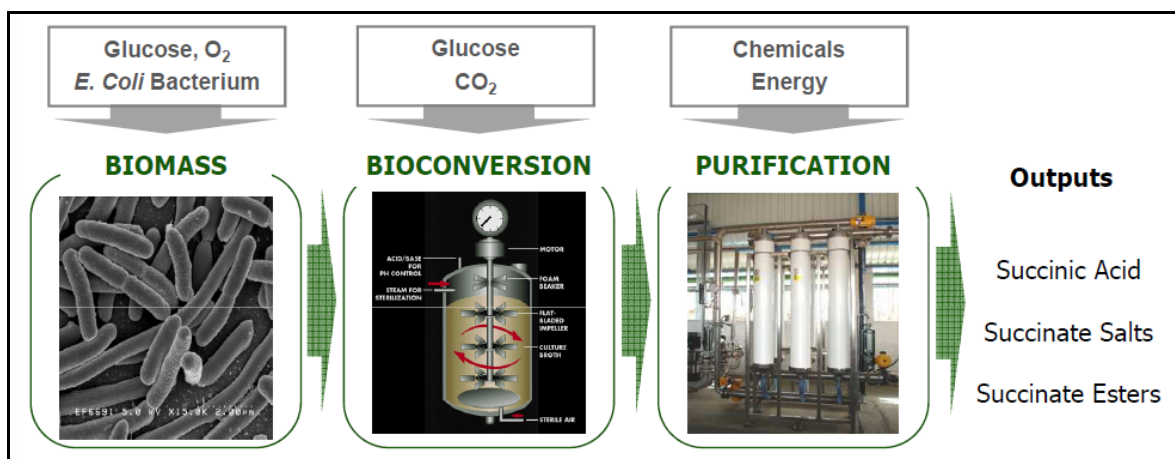 Glucose, O₂
E. Coli Bacterium
Glucose
CO₂
Chemicals
Energy
BIOMASS
BIOCONVERSION
PURIFICATION
Outputs
MOTOR
ACID/BASE
FOR
PH CONTROL
FOAM
BEAKER
STEAM FOR
STERILIZATION
FLAT-
BLADED
IMPELLER
CULTURE
BROTH
STERILE AIR
EF6691 5.0 kV X15.0K 2.00µm
Succinic Acid
Succinate Salts
Succinate Esters